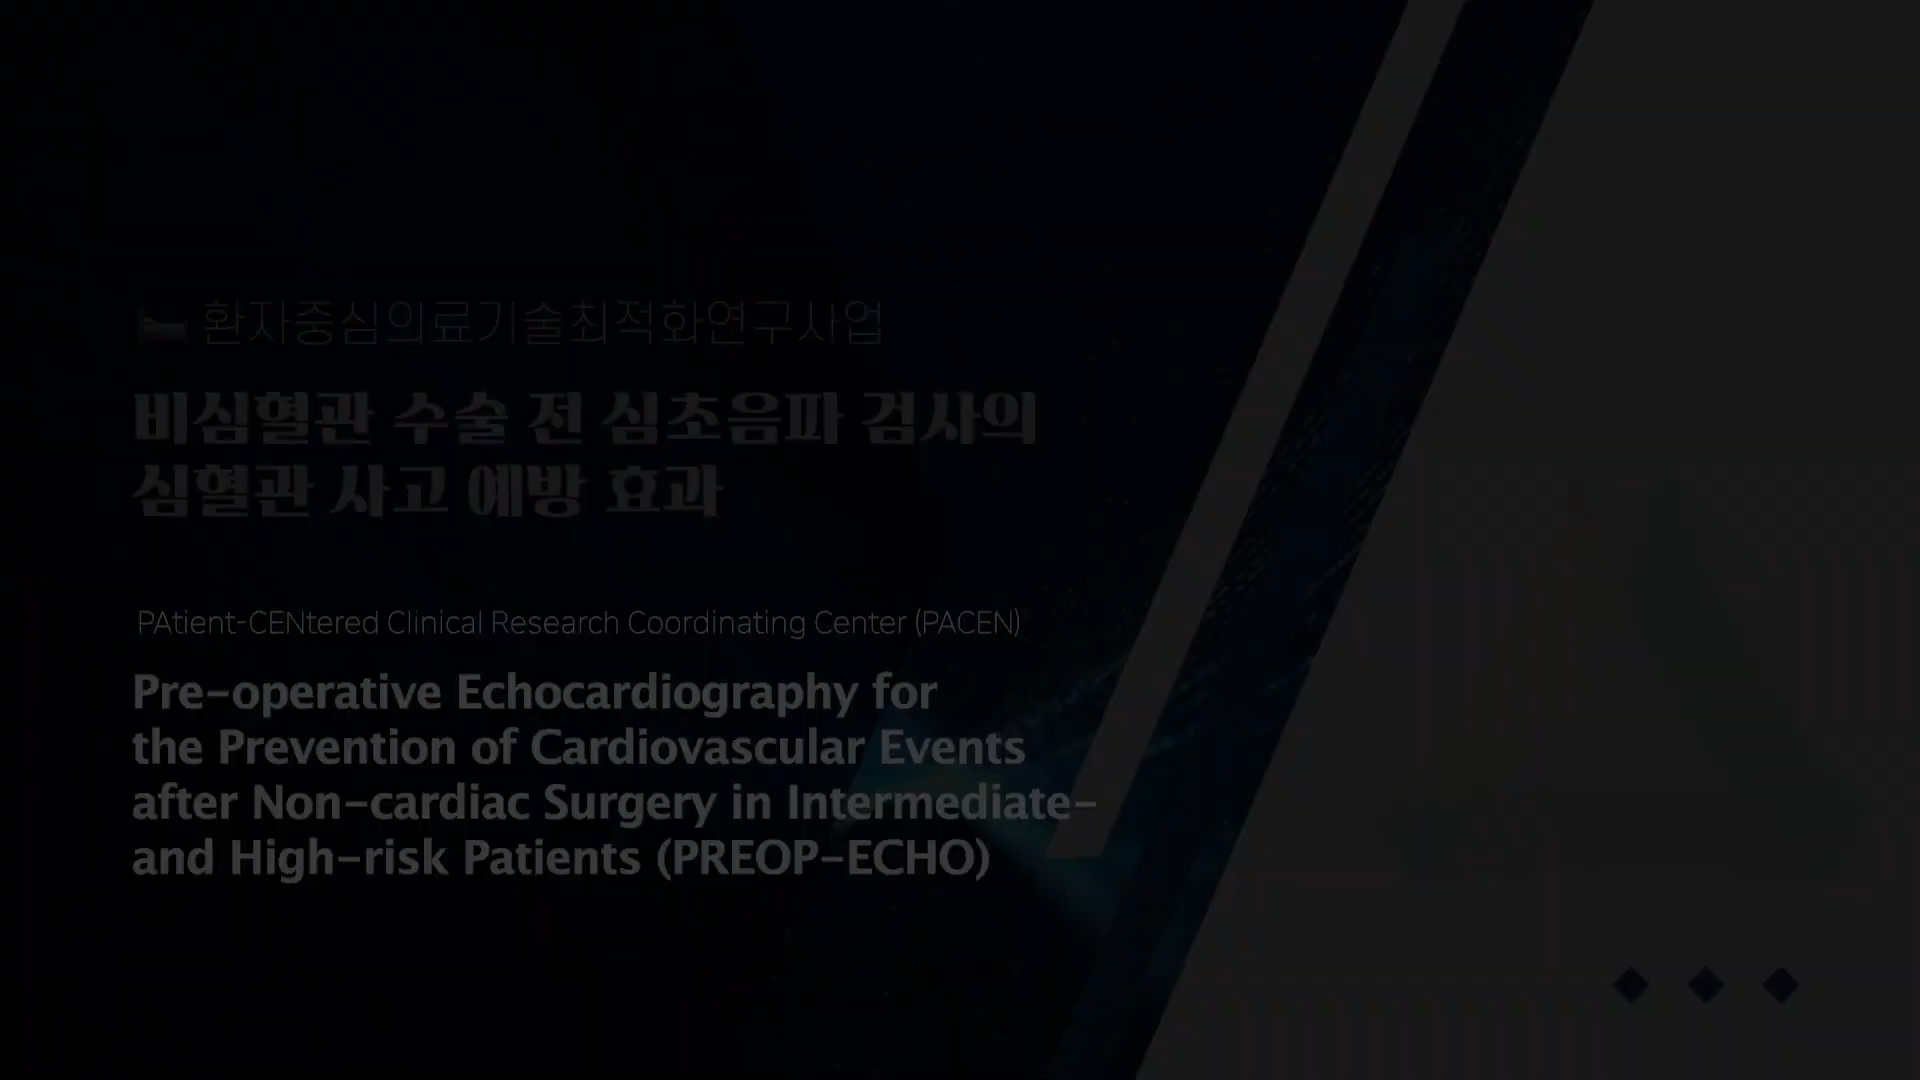 환자중심의료기술최적화연구사업
비심혈관 수술 전 심초음파 검사의
심혈관 사고 예방 효과
PAtient-CENtered Clinical Research Coordinating Center (PACEN)
Pre-operative Echocardiography for
the Prevention of Cardiovascular Events
after Non-cardiac Surgery in Intermediate-
and High-risk Patients (PREOP-ECHO)